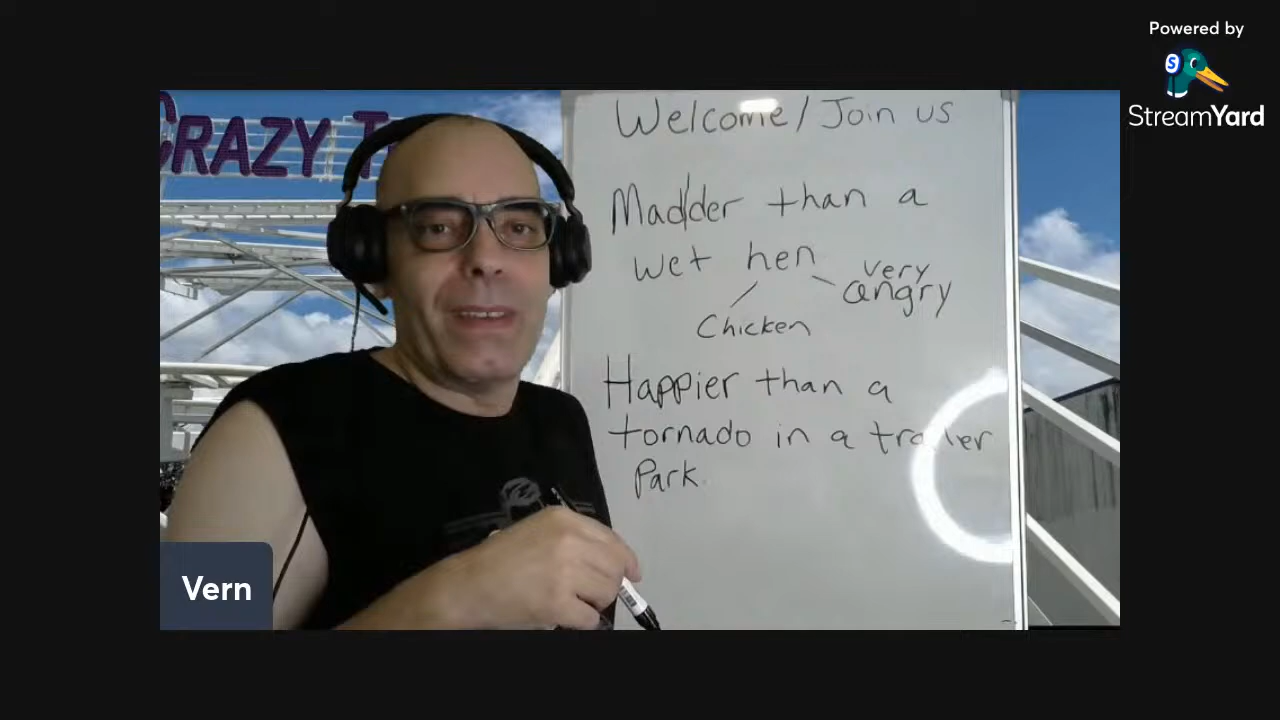 Powered by
StreamYard
CRAZY T
Welcome/Join us
Madder than a
wet hen
very
angry
Chicken
Happier than a
tornado in a trailer
Park.
Vern